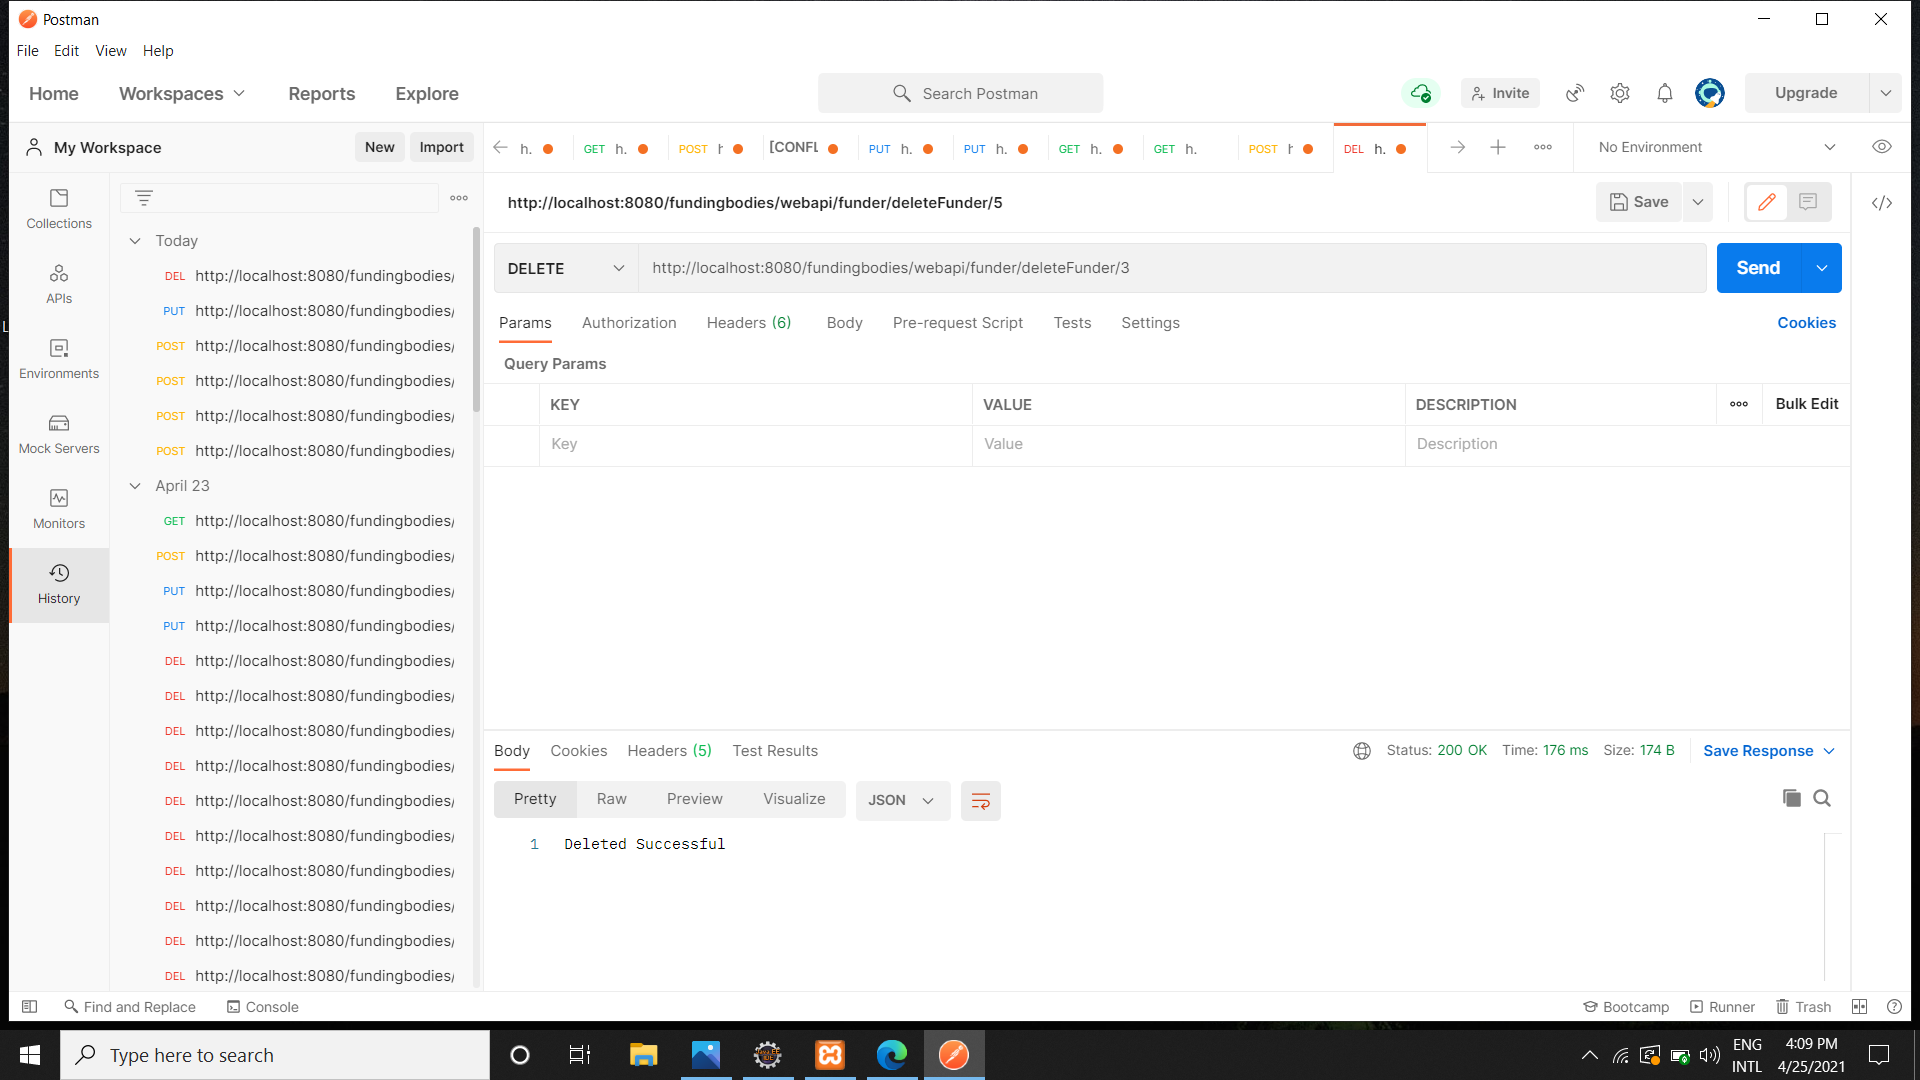 Postman
File Edit View Help
Home Workspaces Reports Explore Search Postman Invite Upgrade
My Workspace New Import
h. GET h. POST h [CONFL PUT h. PUT h. GET h. GET h. POST h DEL h. No Environment
http://localhost:8080/fundingbodies/webapi/funder/deleteFunder/5 Save
DELETE http://localhost:8080/fundingbodies/webapi/funder/deleteFunder/3 Send
Params Authorization Headers (6) Body Pre-request Script Tests Settings Cookies
Query Params
KEY VALUE DESCRIPTION Bulk Edit
Key Value Description
Collections
APIs
Environments
Mock Servers
Monitors
History
Today
DEL http://localhost:8080/fundingbodies/
PUT http://localhost:8080/fundingbodies/
POST http://localhost:8080/fundingbodies/
POST http://localhost:8080/fundingbodies/
POST http://localhost:8080/fundingbodies/
POST http://localhost:8080/fundingbodies/
April 23
GET http://localhost:8080/fundingbodies/
POST http://localhost:8080/fundingbodies/
PUT http://localhost:8080/fundingbodies/
PUT http://localhost:8080/fundingbodies/
DEL http://localhost:8080/fundingbodies/
DEL http://localhost:8080/fundingbodies/
DEL http://localhost:8080/fundingbodies/
DEL http://localhost:8080/fundingbodies/
DEL http://localhost:8080/fundingbodies/
DEL http://localhost:8080/fundingbodies/
DEL http://localhost:8080/fundingbodies/
DEL http://localhost:8080/fundingbodies/
DEL http://localhost:8080/fundingbodies/
DEL http://localhost:8080/fundingbodies/
Body Cookies Headers (5) Test Results Status: 200 OK Time: 176 ms Size: 174 B Save Response
Pretty Raw Preview Visualize JSON
1 Deleted Successful
Find and Replace Console Bootcamp Runner Trash
Type here to search
ENG
INTL
4:09 PM
4/25/2021